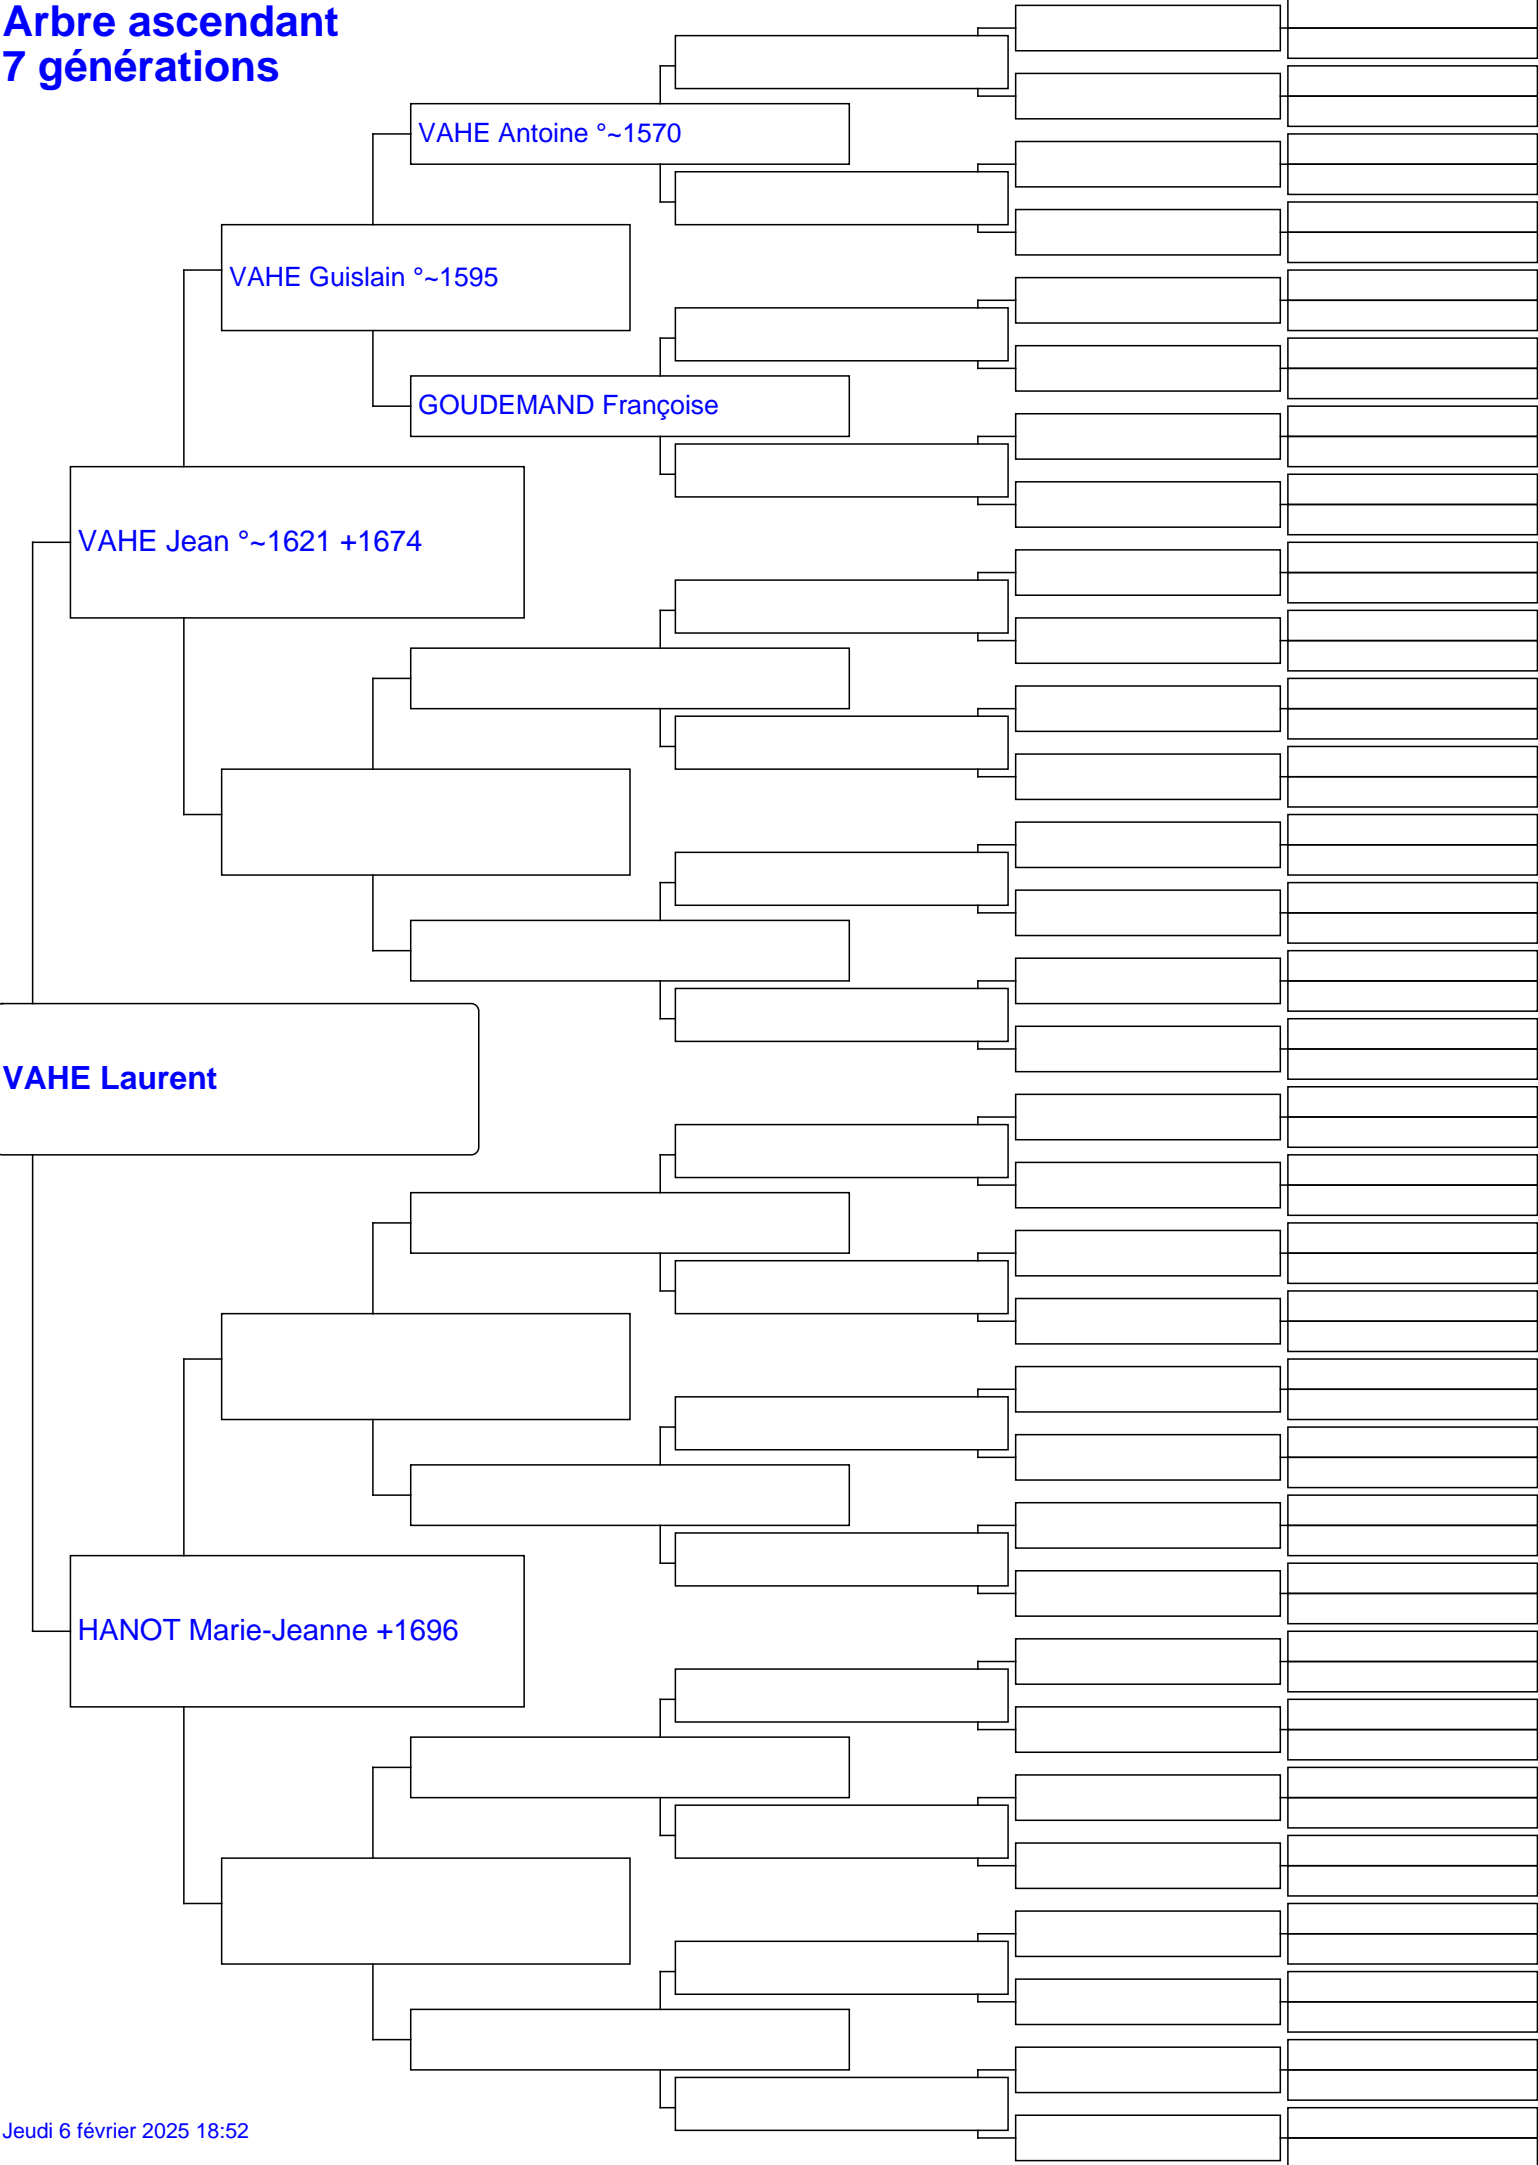 Arbre ascendant
7 générations
VAHE Antoine °~1570
VAHE Guislain °~1595
GOUDEMAND Françoise
VAHE Jean °~1621 +1674
VAHE Laurent
HANOT Marie-Jeanne +1696
Jeudi 6 février 2025 18:52